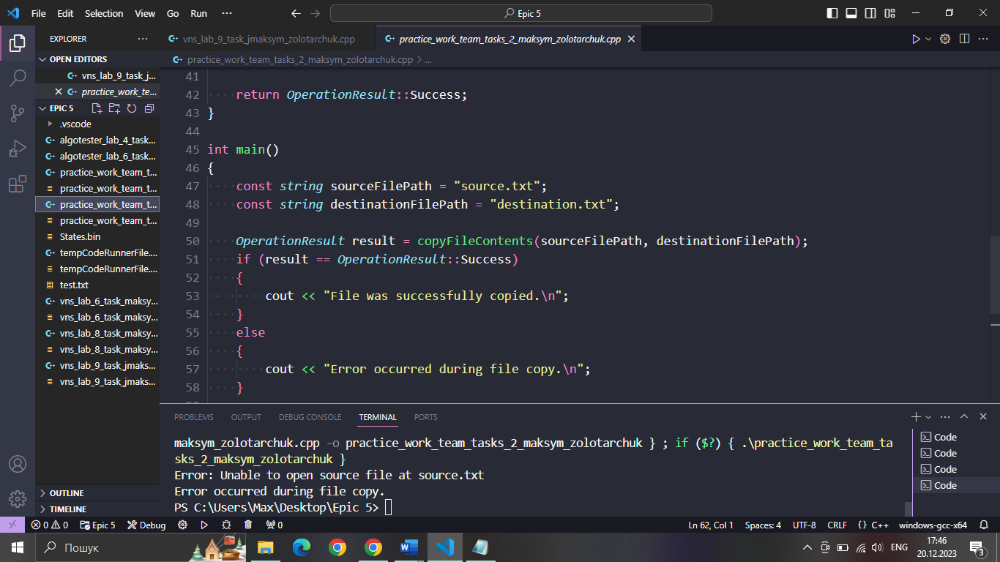 File Edit Selection View Go Run ··· Epic 5
EXPLORER ···
OPEN EDITORS
vns_lab_9_task_j...
practice_work_te...
EPIC 5
.vscode
algotester_lab_4_task...
algotester_lab_6_task...
practice_work_team_t...
practice_work_team_t...
practice_work_team_t...
practice_work_team_t...
States.bin
tempCodeRunnerFile....
tempCodeRunnerFile....
test.txt
vns_lab_6_task_maksy...
vns_lab_6_task_maksy...
vns_lab_8_task_maksy...
vns_lab_8_task_maksy...
vns_lab_9_task_jmaks...
vns_lab_9_task_jmaks...
OUTLINE
TIMELINE
vns_lab_9_task_jmaksym_zolotarchuk.cpp practice_work_team_tasks_2_maksym_zolotarchuk.cpp
practice_work_team_tasks_2_maksym_zolotarchuk.cpp > ...
41
42 return OperationResult::Success;
43 }
44
45 int main()
46 {
47 const string sourceFilePath = "source.txt";
48 const string destinationFilePath = "destination.txt";
49
50 OperationResult result = copyFileContents(sourceFilePath, destinationFilePath);
51 if (result == OperationResult::Success)
52 {
53 cout << "File was successfully copied.\n";
54 }
55 else
56 {
57 cout << "Error occurred during file copy.\n";
58 }
PROBLEMS OUTPUT DEBUG CONSOLE TERMINAL PORTS
maksym_zolotarchuk.cpp -o practice_work_team_tasks_2_maksym_zolotarchuk } ; if ($?) { .\practice_work_team_ta
sks_2_maksym_zolotarchuk }
Error: Unable to open source file at source.txt
Error occurred during file copy.
PS C:\Users\Max\Desktop\Epic 5>
Code
Code
Code
Code
0 0 Epic 5 Debug 0 Ln 62, Col 1 Spaces: 4 UTF-8 CRLF {} C++ windows-gcc-x64
Пошук ENG 17:46
20.12.2023
3